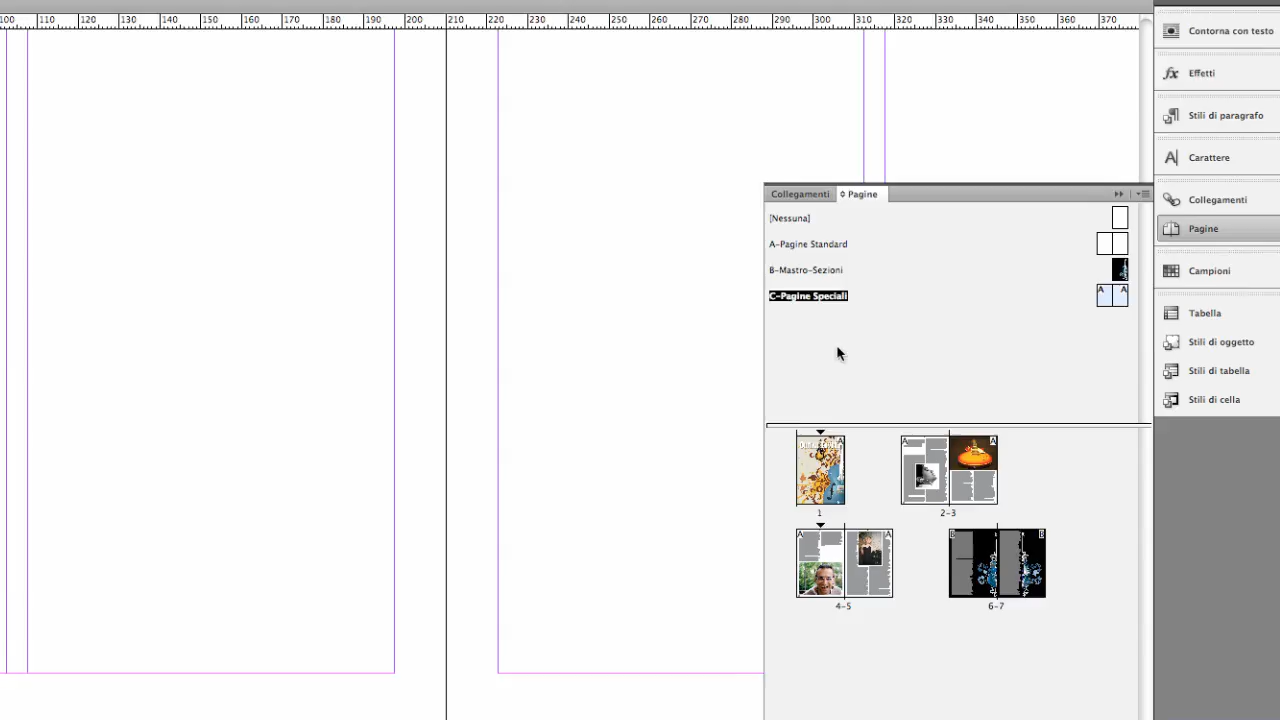 100 110 120 130 140 150 160 170 180 190 200 210 220 230 240 250 260 270 280 290 300 310 320 330 340 350 360 370
Contorna con testo
fx Effetti
Stili di paragrafo
A Carattere
Collegamenti
Pagine
Campioni
Tabella
Stili di oggetto
Stili di tabella
Stili di cella
Collegamenti Pagine
[Nessuna]
A-Pagine Standard
B-Mastro-Sezioni
C-Pagine Speciali
A A
A
A A
1
2-3
A A
B B
4-5
6-7